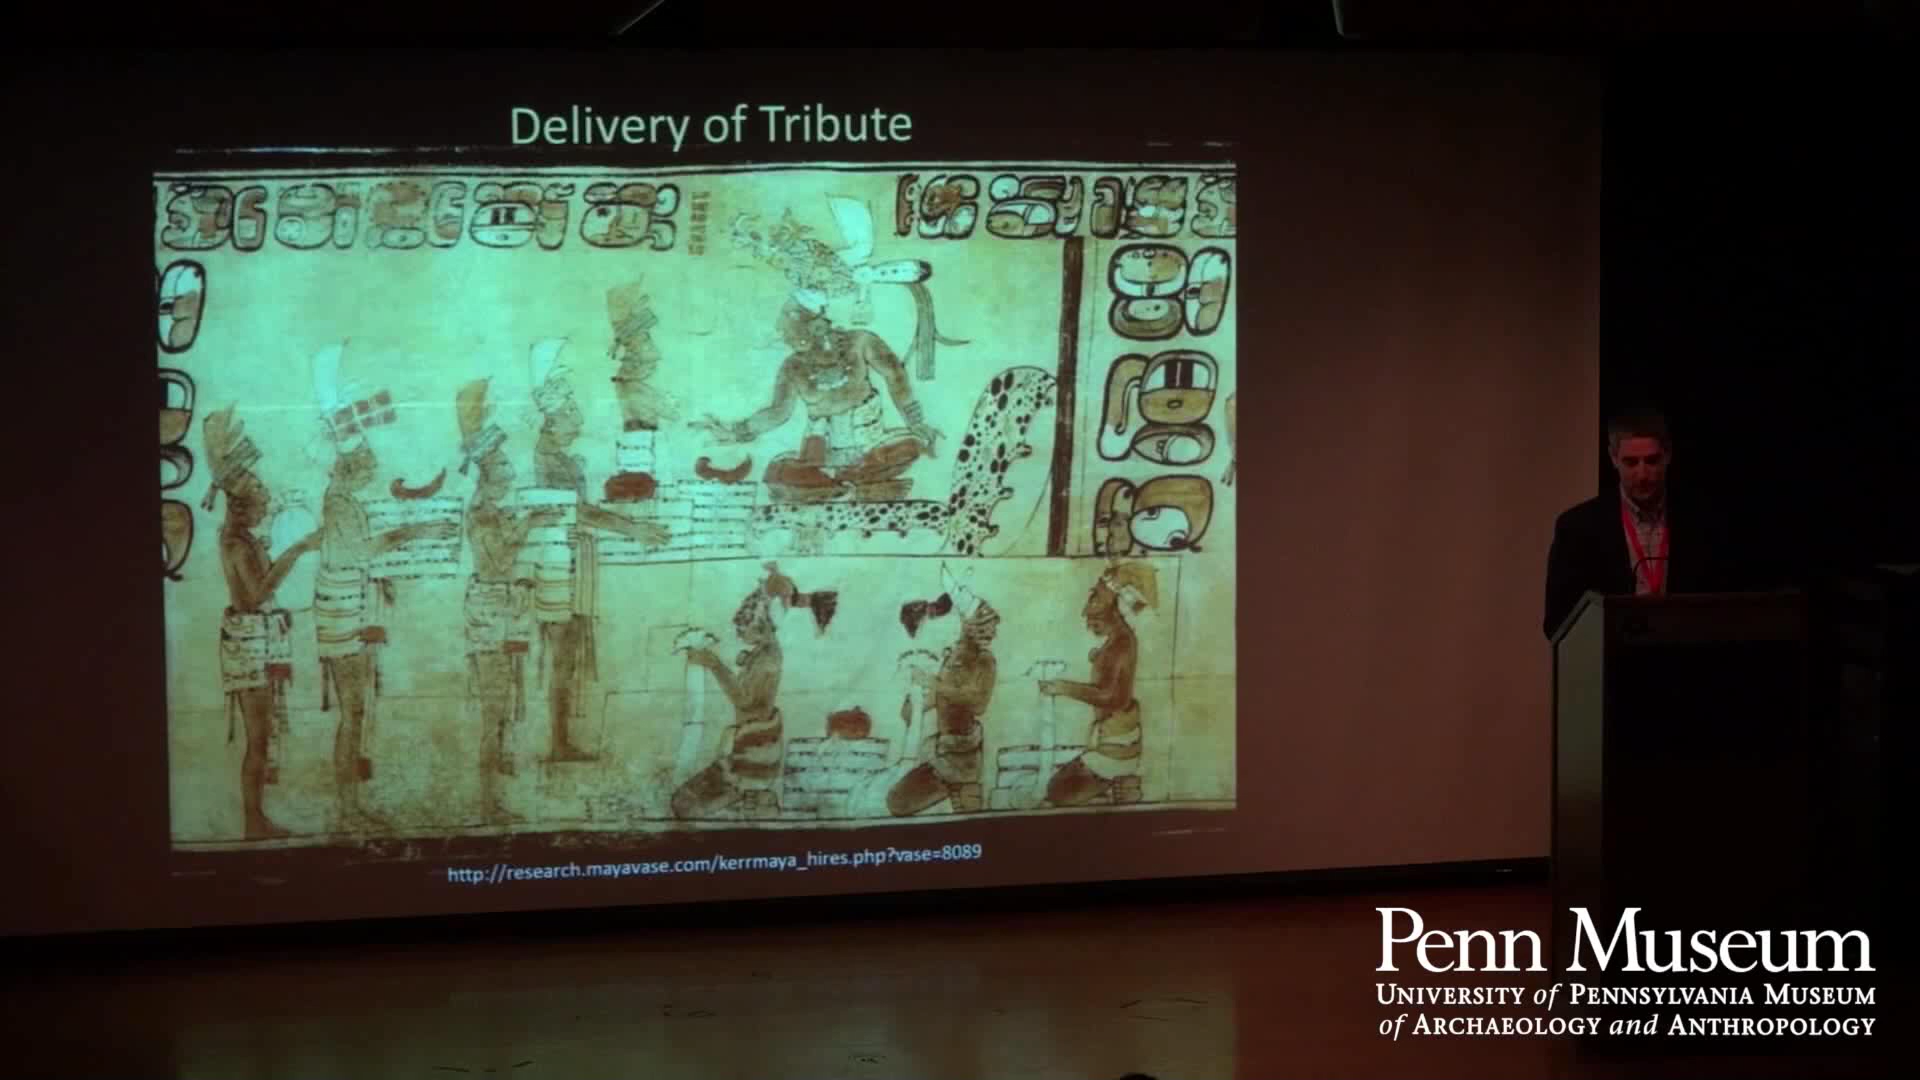 Delivery of Tribute
http://research.mayavase.com/kerrmaya_hires.php?vase=8089
Penn Museum
UNIVERSITY of PENNSYLVANIA MUSEUM
of ARCHAEOLOGY and ANTHROPOLOGY